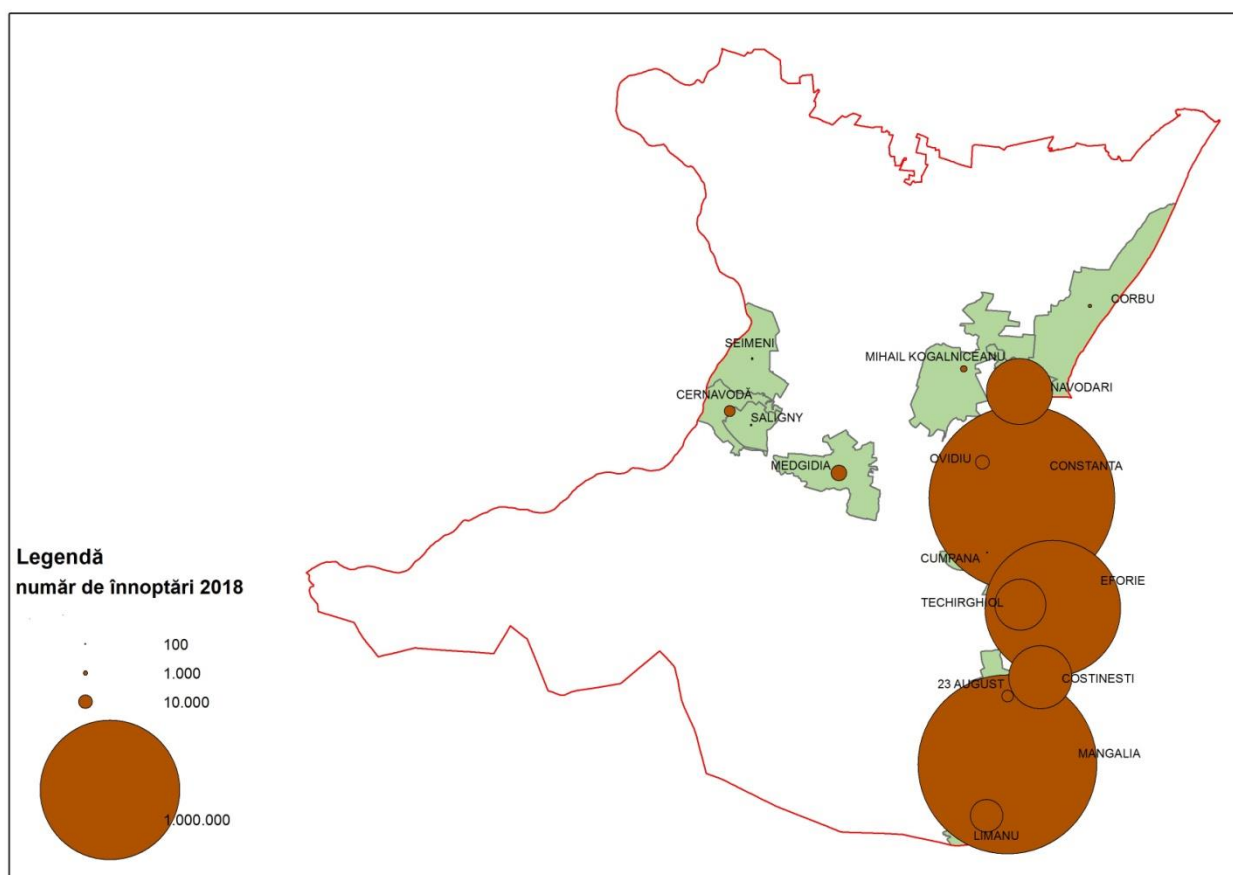 CORBU
SEIMENI
MIHAIL KOGALNICEANU
NAVODARI
CERNAVODĂ
SALIGNY
OVIDIU
CONSTANTA
MEDGIDIA
CUMPANA
EFORIE
TECHIRGHIOL
COSTINESTI
23 AUGUST
MANGALIA
LIMANU
Legendă
număr de înnoptări 2018
100
1.000
10.000
1.000.000